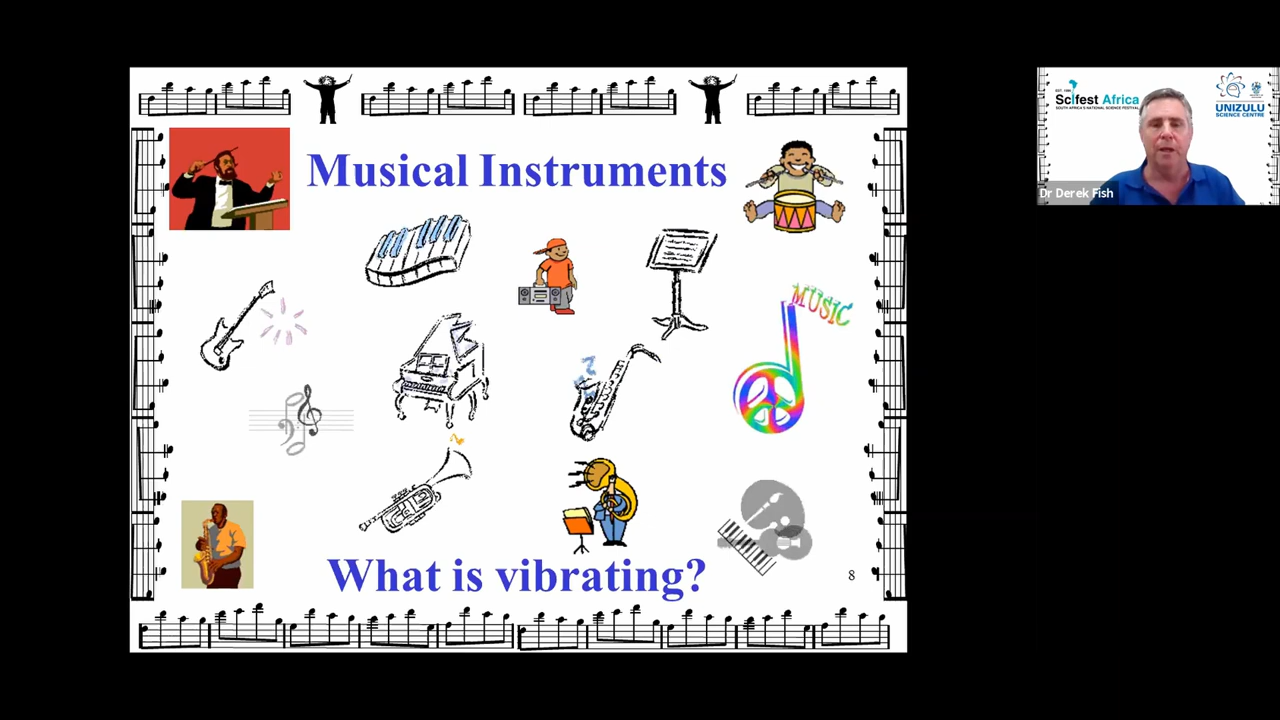 Musical Instruments
MUSIC
What is vibrating?
8
Scifest Africa
SOUTH AFRICA'S NATIONAL SCIENCE FESTIVAL
UNIZULU
SCIENCE CENTRE
Dr Derek Fish